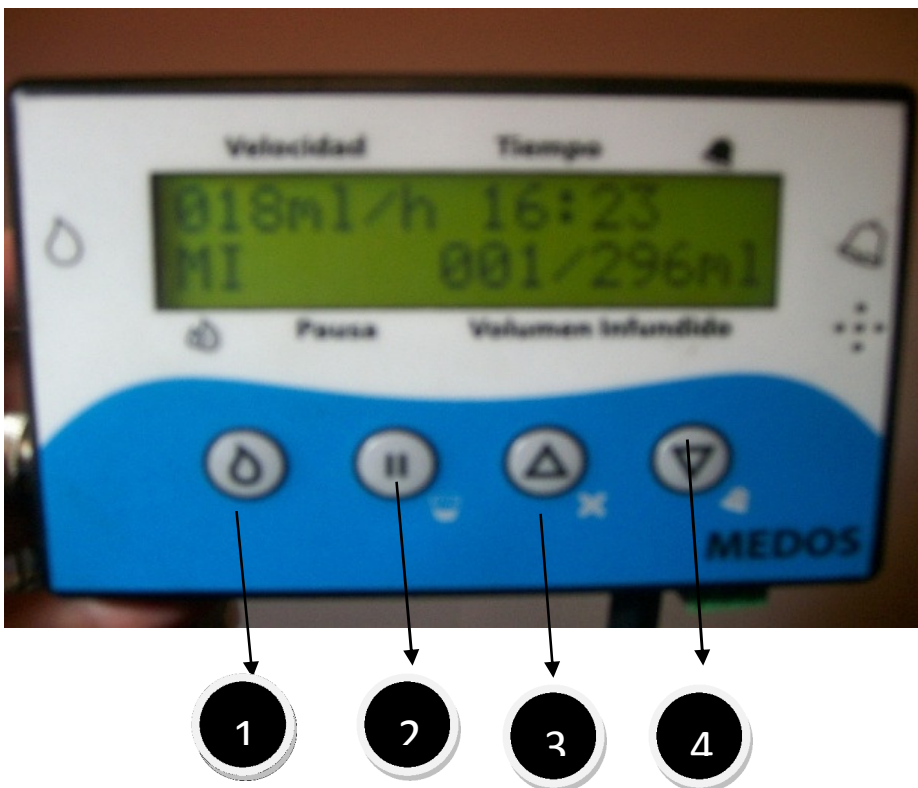 Velocidad Tiempo
018ml/h 16:23
MI 001/296ml
Pausa Volumen Infundido
MEDOS
1 2 3 4